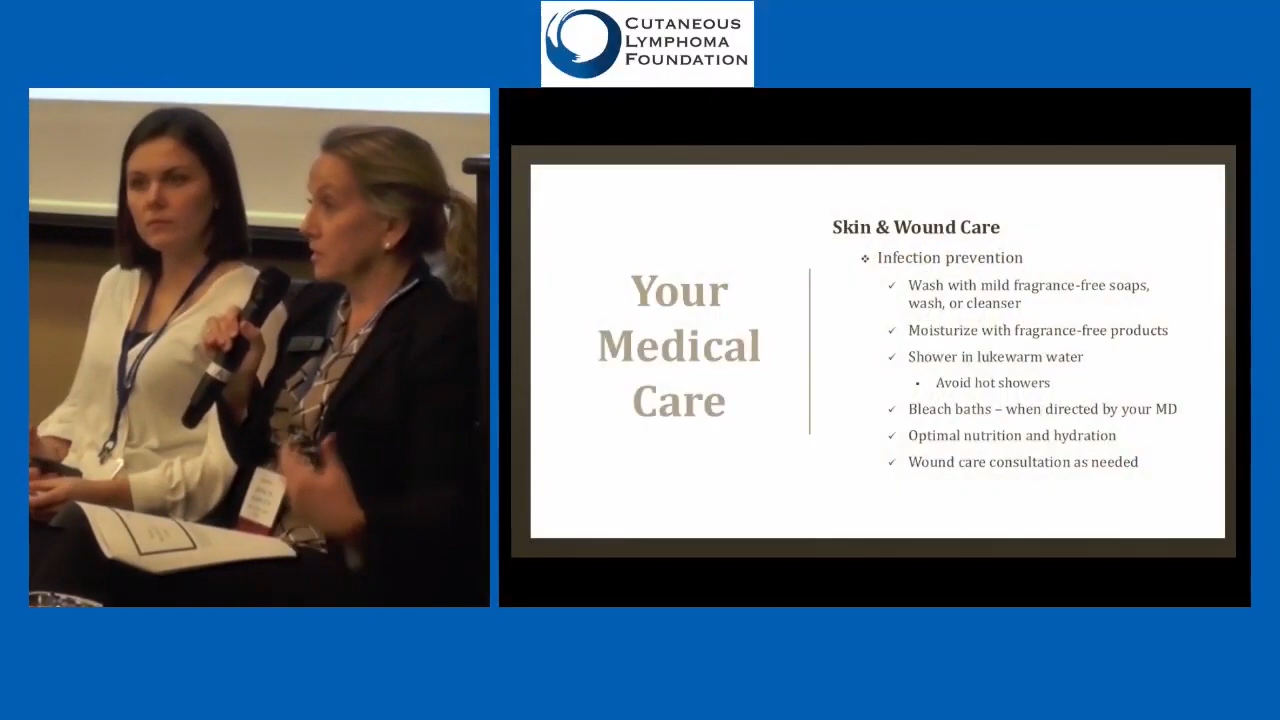 CUTANEOUS
LYMPHOMA
FOUNDATION
Your
Medical
Care
Skin & Wound Care
Infection prevention
Wash with mild fragrance-free soaps,
wash, or cleanser
Moisturize with fragrance-free products
Shower in lukewarm water
Avoid hot showers
Bleach baths – when directed by your MD
Optimal nutrition and hydration
Wound care consultation as needed